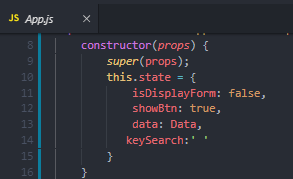 JS App.js ×
8 constructor(props) {
9 super(props);
10 this.state = {
11 isDisplayForm: false,
12 showBtn: true,
13 data: Data,
14 keySearch:' '
15 }
16 }